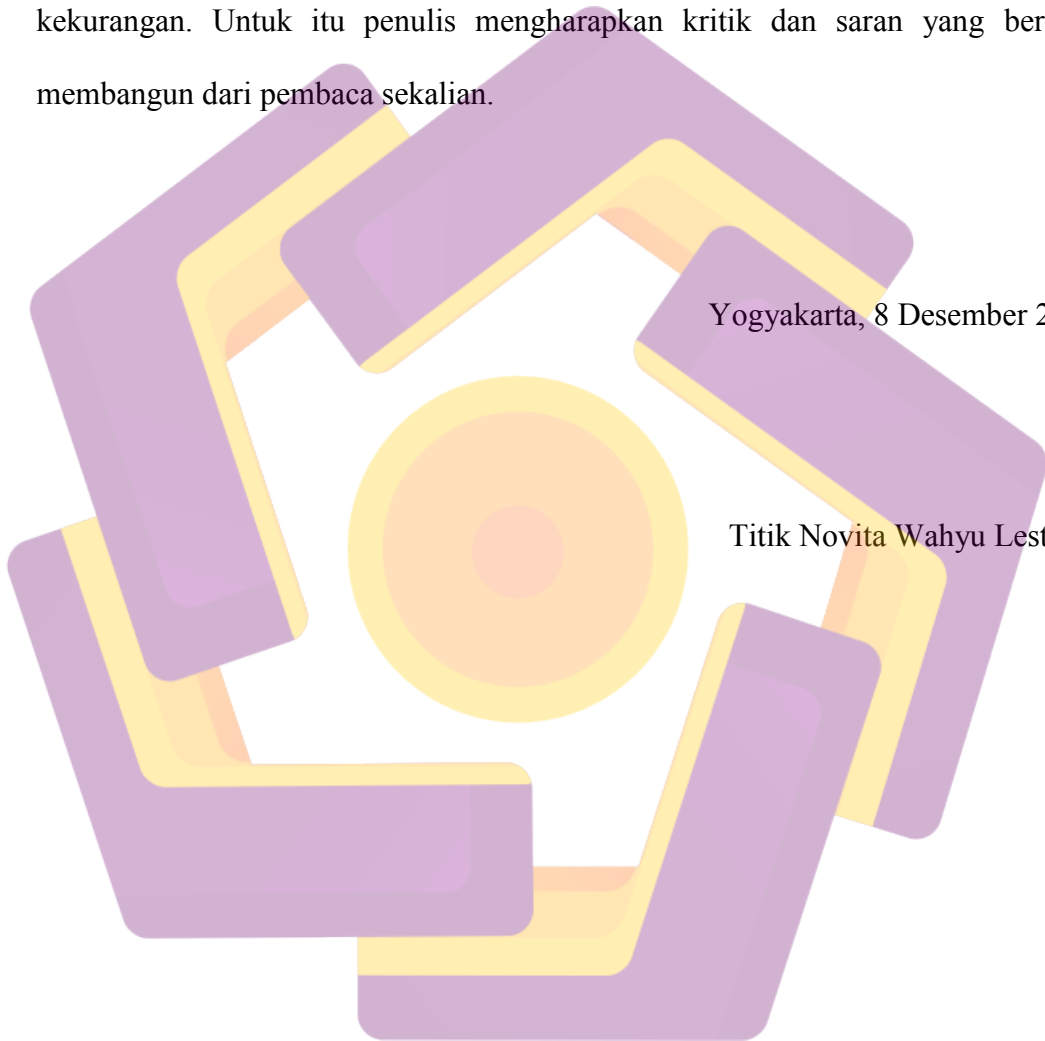 kekurangan. Untuk itu penulis mengharapkan kritik dan saran yang ber
membangun dari pembaca sekalian.
Yogyakarta, 8 Desember 2
Titik Novita Wahyu Lest